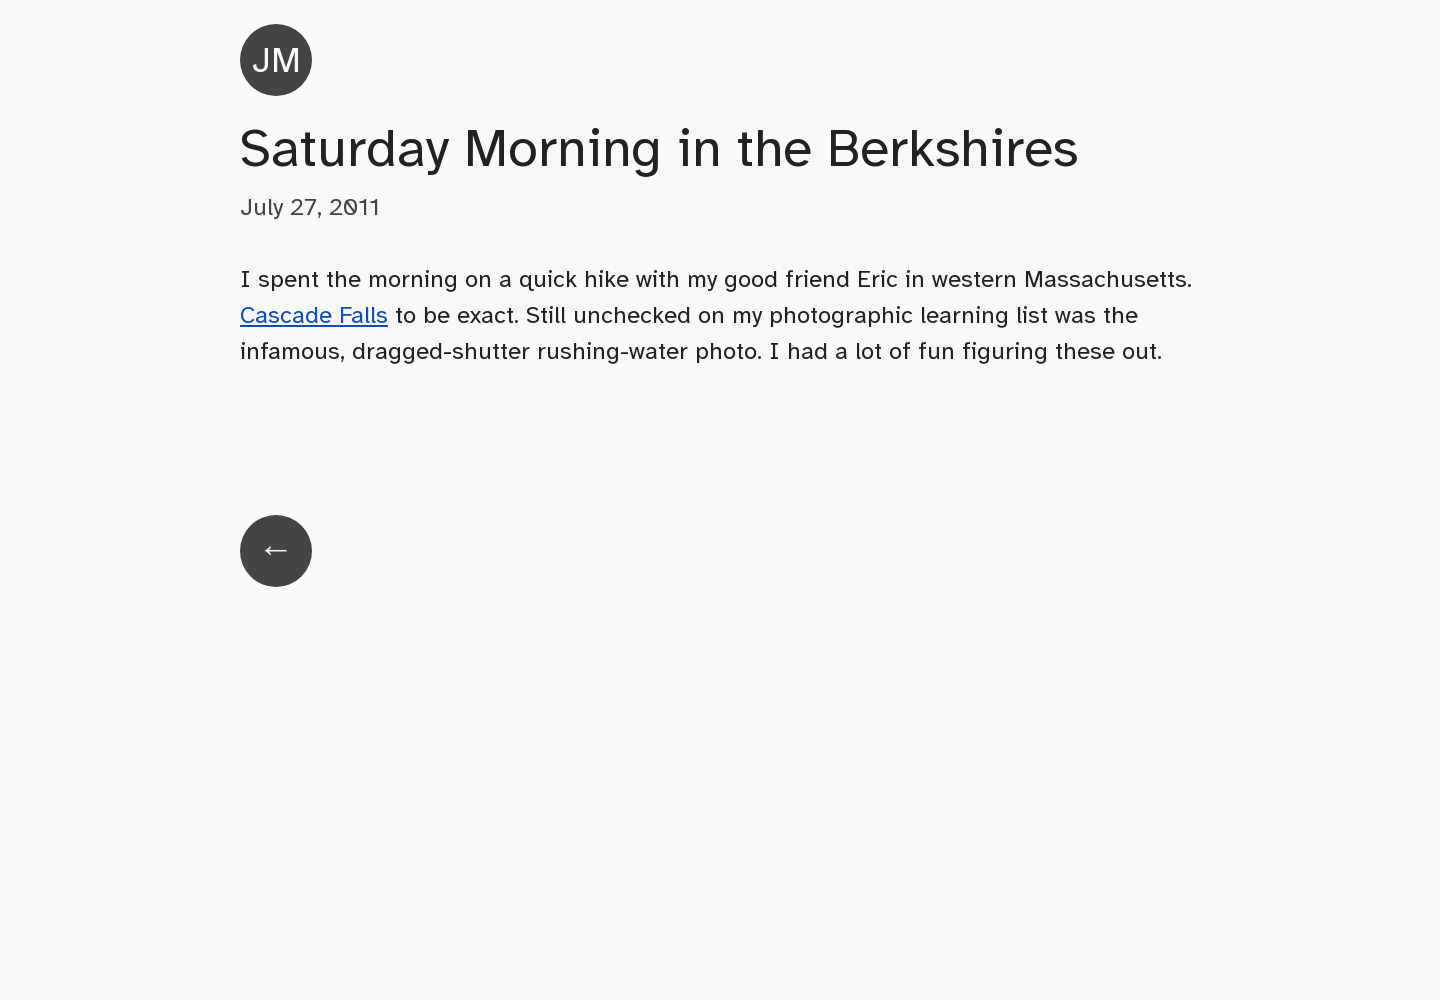 JM
Saturday Morning in the Berkshires
July 27, 2011
I spent the morning on a quick hike with my good friend Eric in western Massachusetts.
Cascade Falls to be exact. Still unchecked on my photographic learning list was the
infamous, dragged-shutter rushing-water photo. I had a lot of fun figuring these out.
←